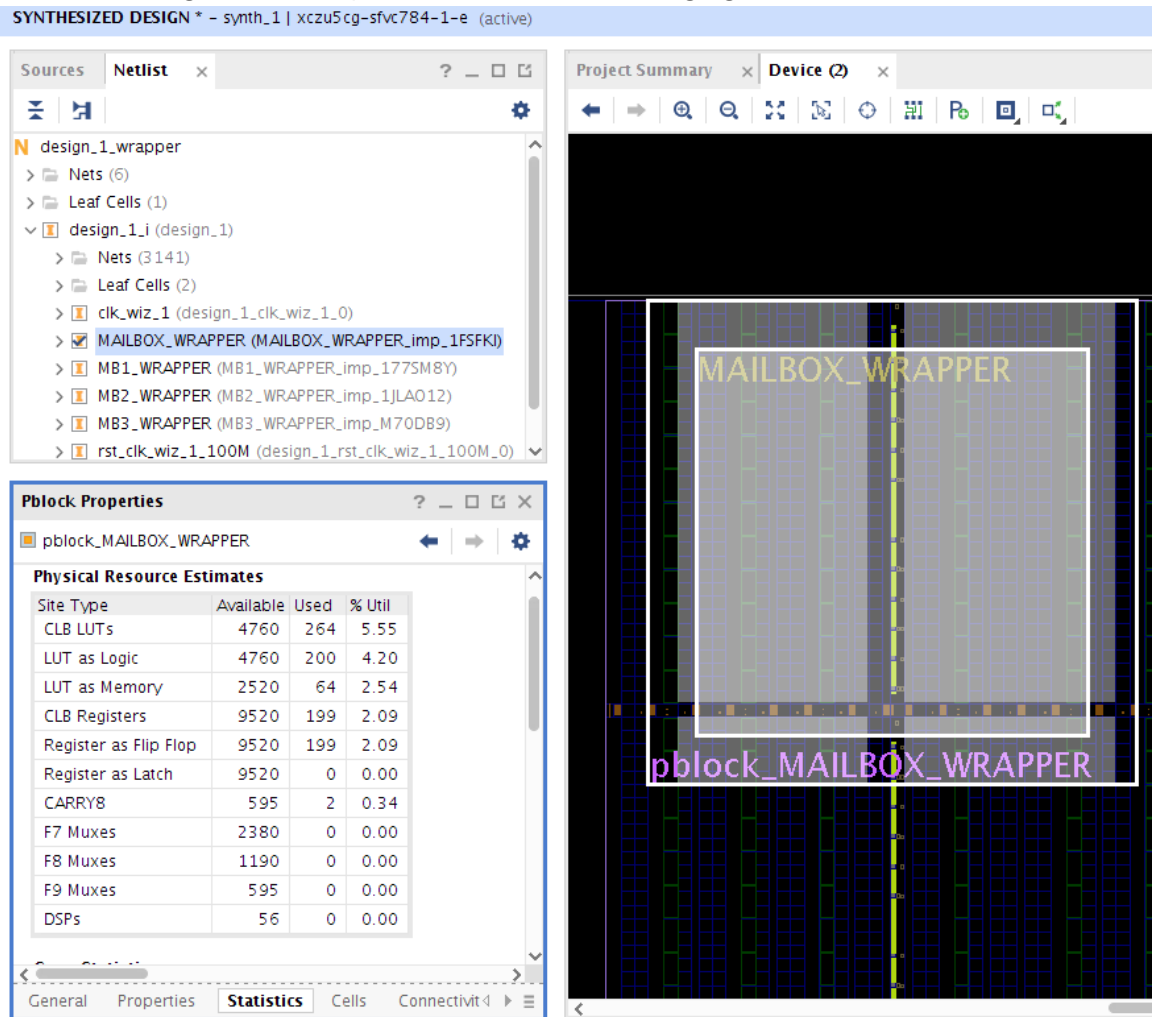 SYNTHESIZED DESIGN * – synth_1 | xczu5cg-sfvc784-1-e (active)
Sources Netlist
N design_1_wrapper
Nets (6)
Leaf Cells (1)
design_1_i (design_1)
Nets (3141)
Leaf Cells (2)
clk_wiz_1 (design_1_clk_wiz_1_0)
MAILBOX_WRAPPER (MAILBOX_WRAPPER_imp_1FSFKJ)
MB1_WRAPPER (MB1_WRAPPER_imp_177SM8Y)
MB2_WRAPPER (MB2_WRAPPER_imp_1JLAO12)
MB3_WRAPPER (MB3_WRAPPER_imp_M70DB9)
rst_clk_wiz_1_100M (design_1_rst_clk_wiz_1_100M_0)
Pblock Properties
pblock_MAILBOX_WRAPPER
Physical Resource Estimates
Site Type Available Used % Util
CLB LUTs 4760 264 5.55
LUT as Logic 4760 200 4.20
LUT as Memory 2520 64 2.54
CLB Registers 9520 199 2.09
Register as Flip Flop 9520 199 2.09
Register as Latch 9520 0 0.00
CARRY8 595 2 0.34
F7 Muxes 2380 0 0.00
F8 Muxes 1190 0 0.00
F9 Muxes 595 0 0.00
DSPs 56 0 0.00
General Properties Statistics Cells Connectivit
Project Summary Device (2)
MAILBOX_WRAPPER
pblock_MAILBOX_WRAPPER